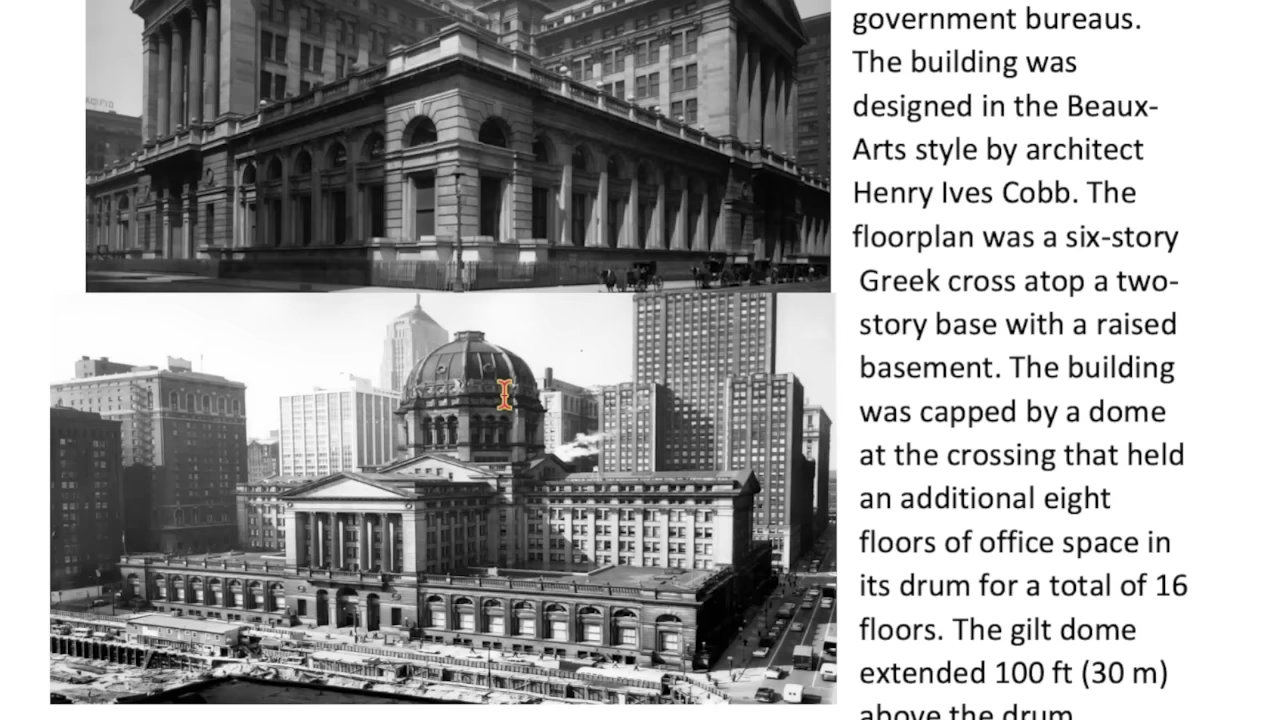 government bureaus.
The building was
designed in the Beaux-
Arts style by architect
Henry Ives Cobb. The
floorplan was a six-story
Greek cross atop a two-
story base with a raised
basement. The building
was capped by a dome
at the crossing that held
an additional eight
floors of office space in
its drum for a total of 16
floors. The gilt dome
extended 100 ft (30 m)
above the drum.